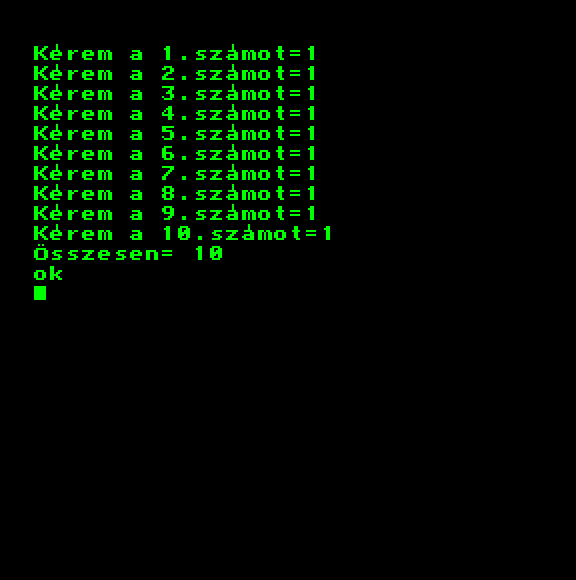 Kérem a 1.számot=1
Kérem a 2.számot=1
Kérem a 3.számot=1
Kérem a 4.számot=1
Kérem a 5.számot=1
Kérem a 6.számot=1
Kérem a 7.számot=1
Kérem a 8.számot=1
Kérem a 9.számot=1
Kérem a 10.számot=1
Összesen= 10
ok